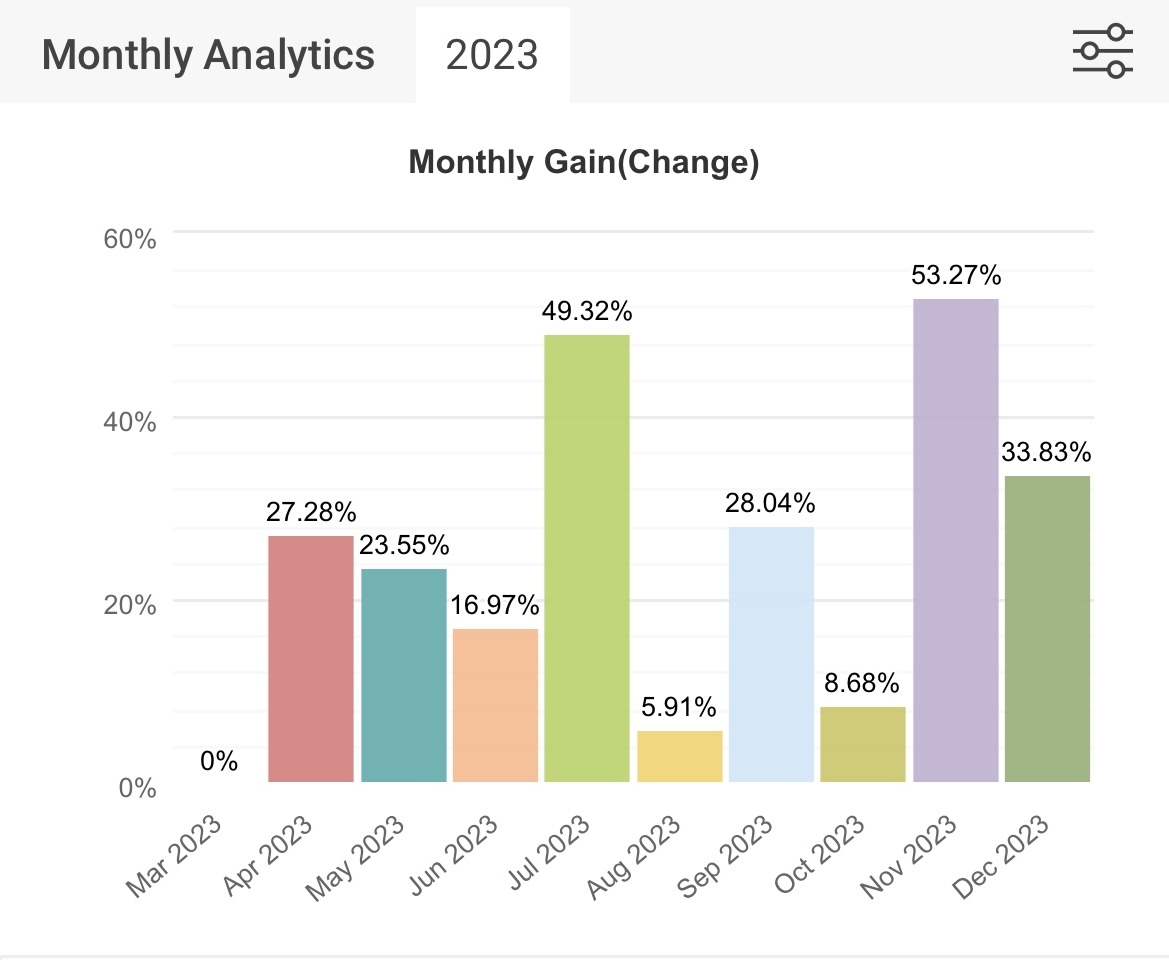 Monthly Analytics 2023
Monthly Gain(Change)
60%
40%
20%
0%
0%
27.28%
23.55%
16.97%
49.32%
5.91%
28.04%
8.68%
53.27%
33.83%
Mar 2023
Apr 2023
May 2023
Jun 2023
Jul 2023
Aug 2023
Sep 2023
Oct 2023
Nov 2023
Dec 2023